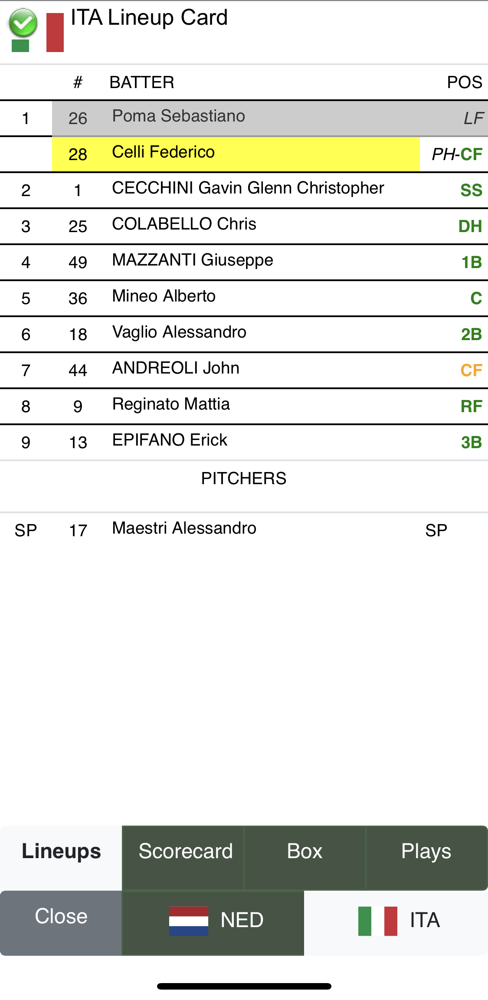 ITA Lineup Card
# BATTER POS
1 26 Poma Sebastiano LF
28 Celli Federico PH-CF
2 1 CECCHINI Gavin Glenn Christopher SS
3 25 COLABELLO Chris DH
4 49 MAZZANTI Giuseppe 1B
5 36 Mineo Alberto C
6 18 Vaglio Alessandro 2B
7 44 ANDREOLI John CF
8 9 Reginato Mattia RF
9 13 EPIFANO Erick 3B
PITCHERS
SP 17 Maestri Alessandro SP
Lineups Scorecard Box Plays
Close NED ITA